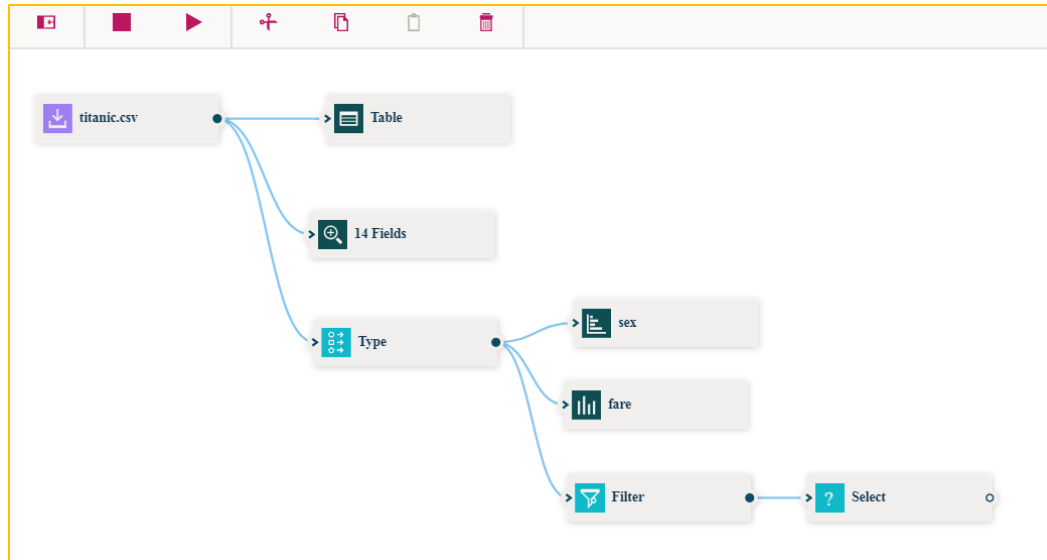 titanic.csv
Table
14 Fields
Type
sex
fare
Filter
? Select